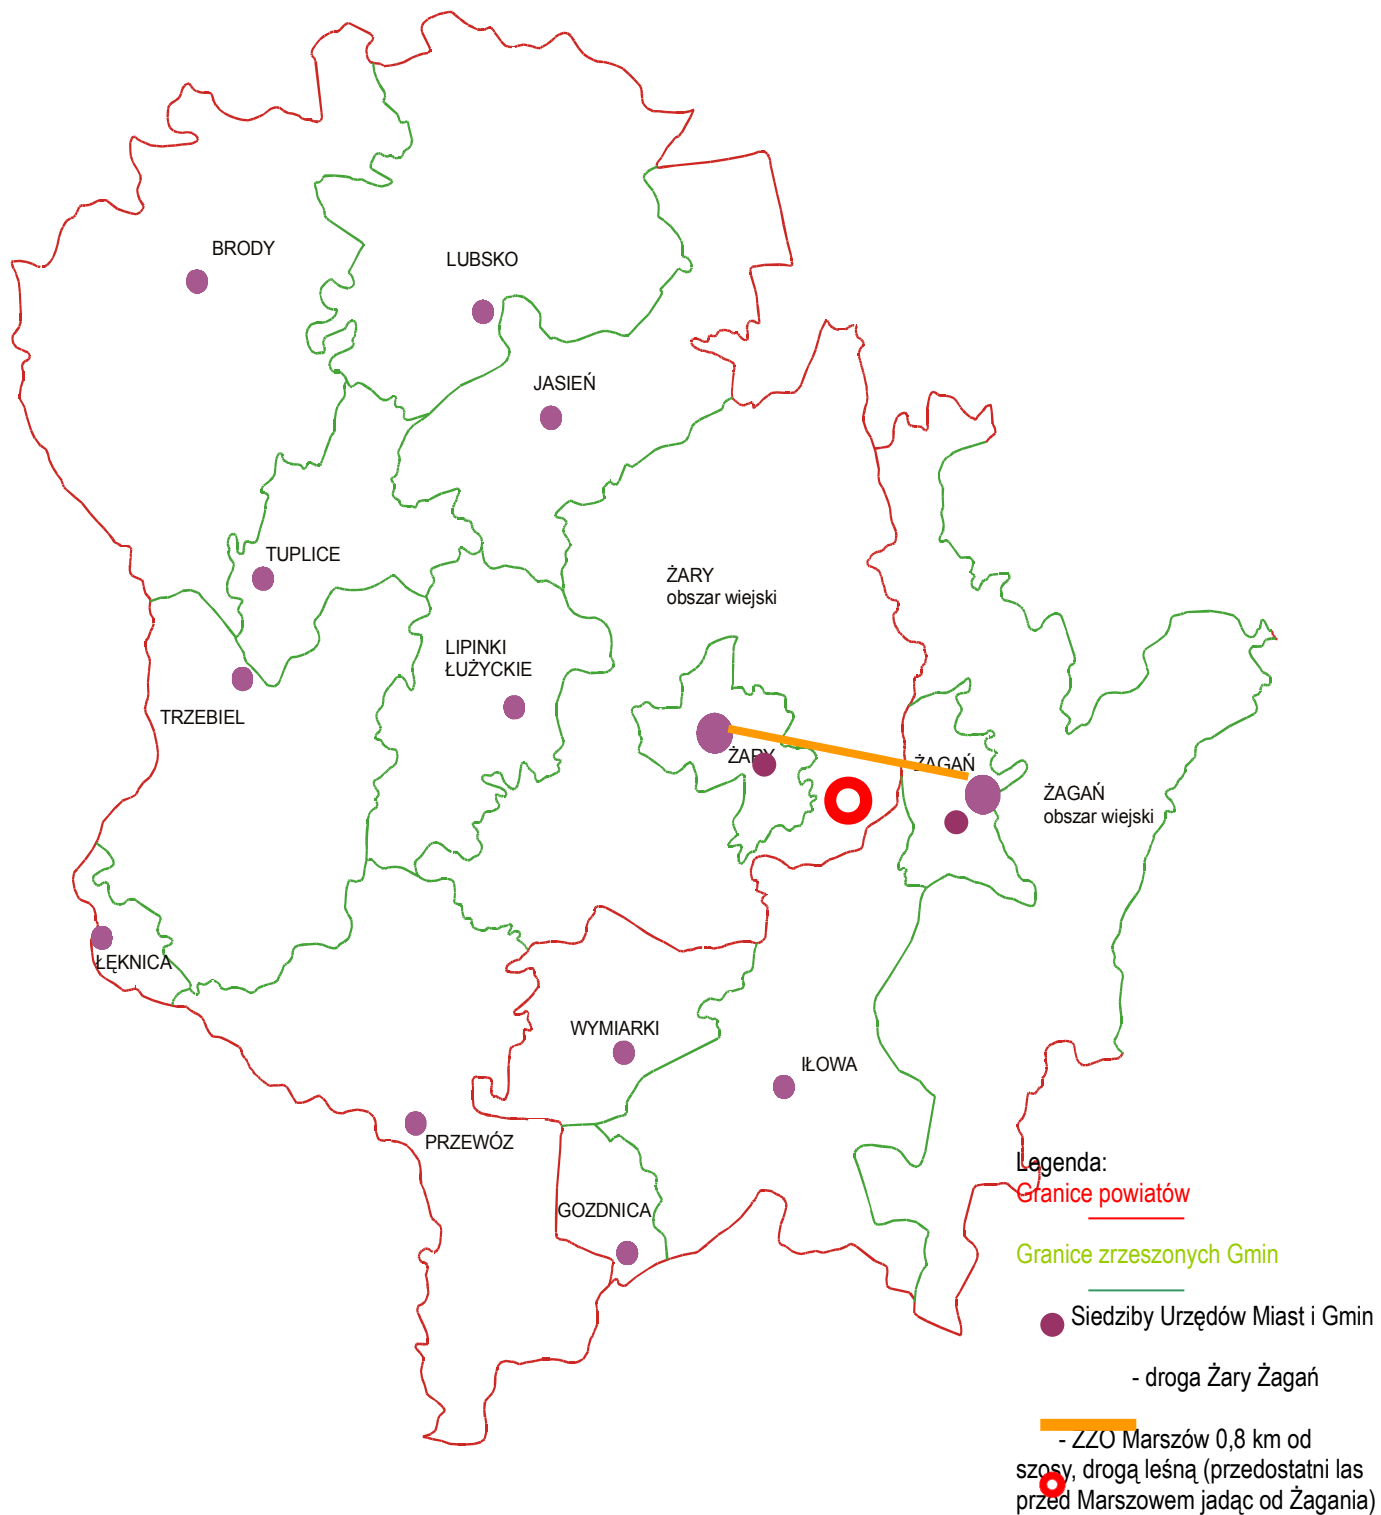 BRODY
LUBSKO
JASIEŃ
TUPLICE
ŻARY
obszar wiejski
LIPINKI
ŁUŻYCKIE
TRZEBIEL
ŻARY
ŻAGAŃ
ŻAGAŃ
obszar wiejski
ŁĘKNICA
WYMIARKI
IŁOWA
PRZEWÓZ
GOZDNICA
Legenda:
Granice powiatów
Granice zrzeszonych Gmin
Siedziby Urzędów Miast i Gmin
- droga Żary Żagań
- ZZO Marszów 0,8 km od
szosy, drogą leśną (przedostatni las
przed Marszowem jadąc od Żagania)